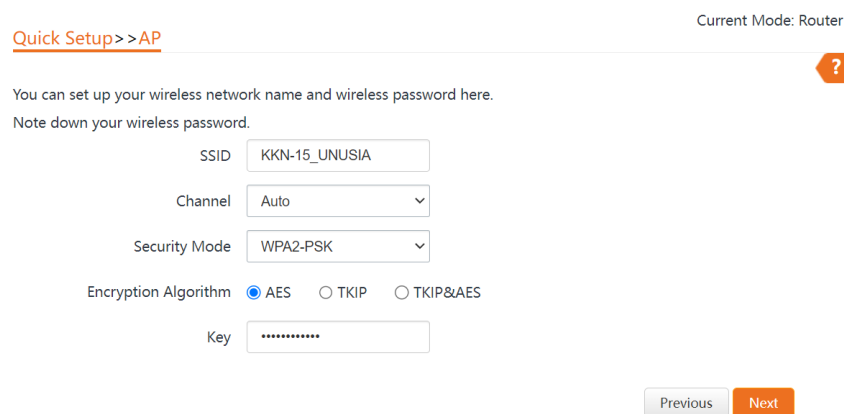 Current Mode: Router
Quick Setup>>AP
?
You can set up your wireless network name and wireless password here.
Note down your wireless password.
SSID KKN-15_UNUSIA
Channel Auto
Security Mode WPA2-PSK
Encryption Algorithm AES TKIP TKIP&AES
Key ••••••••••••
Previous Next